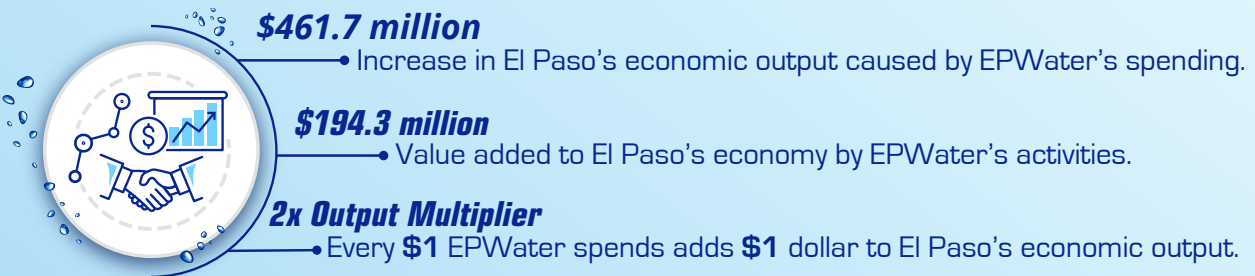 $461.7 million
Increase in El Paso's economic output caused by EPWater's spending.
$194.3 million
Value added to El Paso's economy by EPWater's activities.
2x Output Multiplier
Every $1 EPWater spends adds $1 dollar to El Paso's economic output.
$